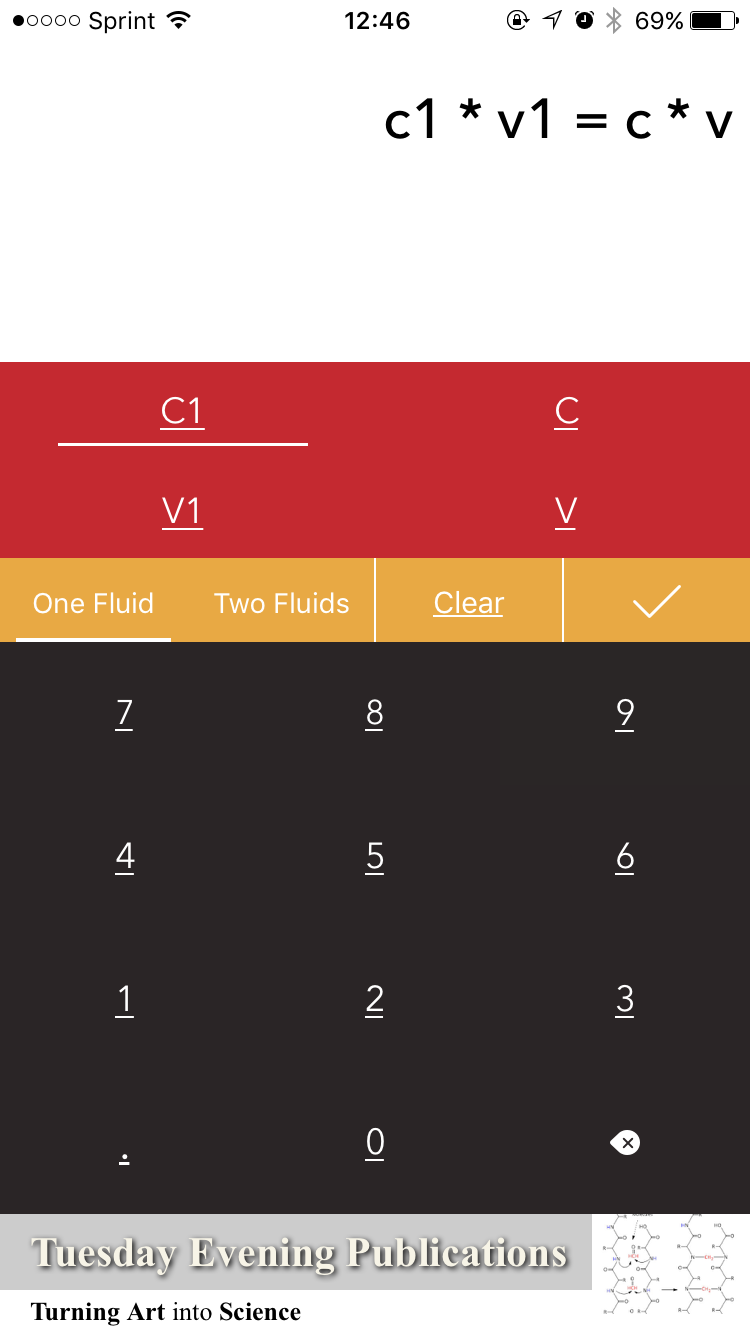 Sprint 12:46 69%
c1 * v1 = c * v
C1 C
V1 V
One Fluid Two Fluids Clear
7 8 9
4 5 6
1 2 3
. 0
Tuesday Evening Publications
Turning Art into Science